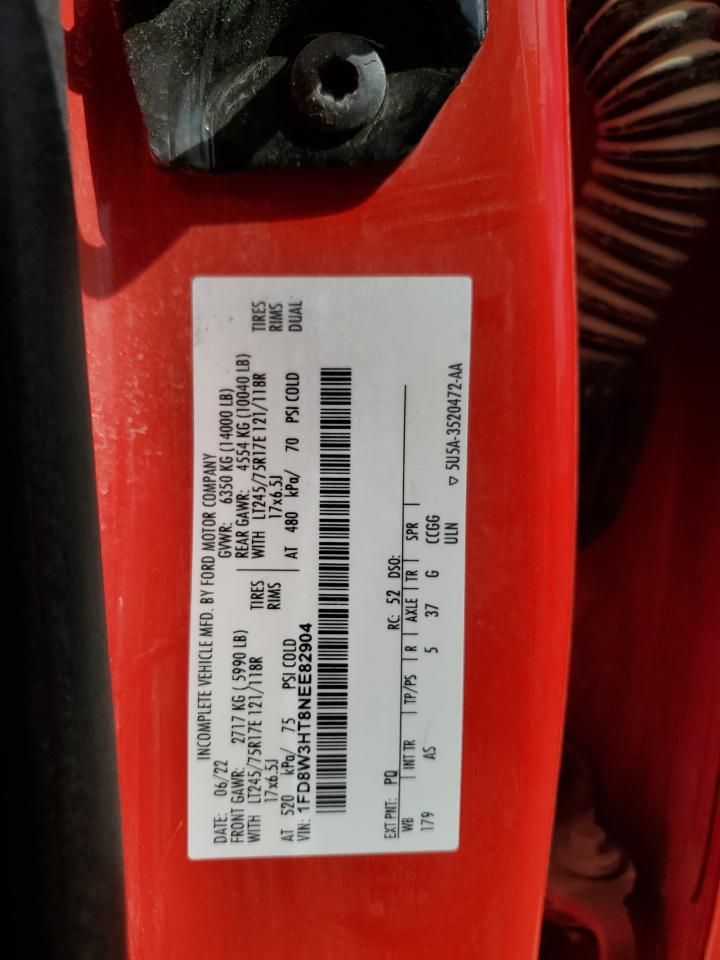 INCOMPLETE VEHICLE MFD. BY FORD MOTOR COMPANY
DATE: 06/22 GVWR: 6350 KG (14000 LB)
FRONT GAWR: 2717 KG ( 5990 LB) REAR GAWR: 4554 KG (10040 LB)
WITH LT245/75R17E 121/118R TIRES WITH LT245/75R17E 121/118R TIRES
17x6.5J RIMS 17x6.5J RIMS
AT 520 kPa/ 75 PSI COLD AT 480 kPa/ 70 PSI COLD DUAL
VIN: 1FD8W3HT8NEE82904
EXT PNT: PQ RC: 52 DSO:
WB | INT TR | TP/PS | R | AXLE | TR | SPR |
179 AS 5 37 G CCGG
ULN ▽ 5U5A-3520472-AA